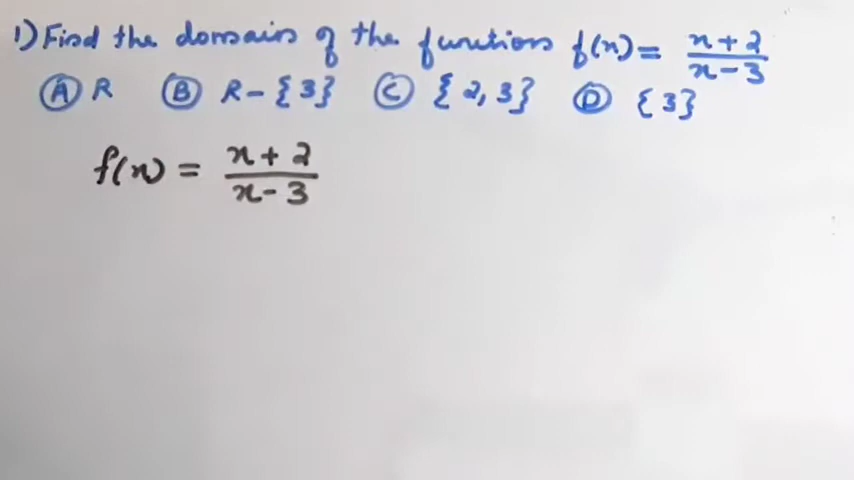 1) Find the domain of the function f(x) = x+2 / x-3
A R B R - {3} C {2, 3} D {3}
f(x) = x+2 / x-3